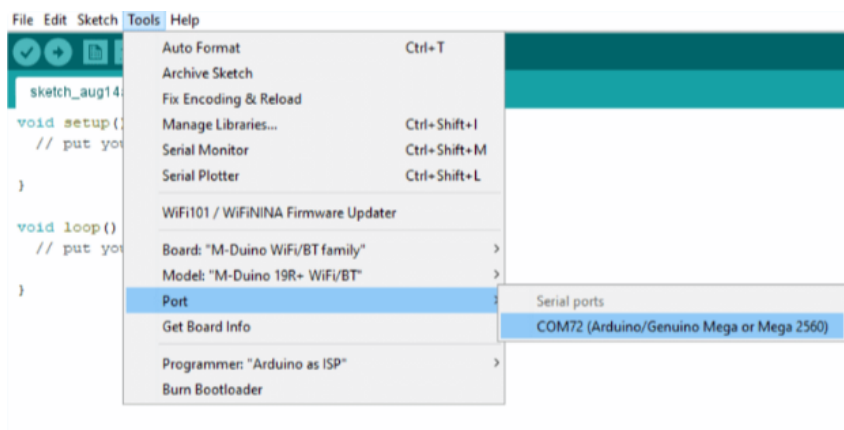 File Edit Sketch Tools Help
sketch_aug14
void setup()
// put you
}
void loop()
// put you
}
Auto Format Ctrl+T
Archive Sketch
Fix Encoding & Reload
Manage Libraries... Ctrl+Shift+I
Serial Monitor Ctrl+Shift+M
Serial Plotter Ctrl+Shift+L
WiFi101 / WiFiNINA Firmware Updater
Board: "M-Duino WiFi/BT family"
Model: "M-Duino 19R+ WiFi/BT"
Port
Get Board Info
Programmer: "Arduino as ISP"
Burn Bootloader
Serial ports
COM72 (Arduino/Genuino Mega or Mega 2560)